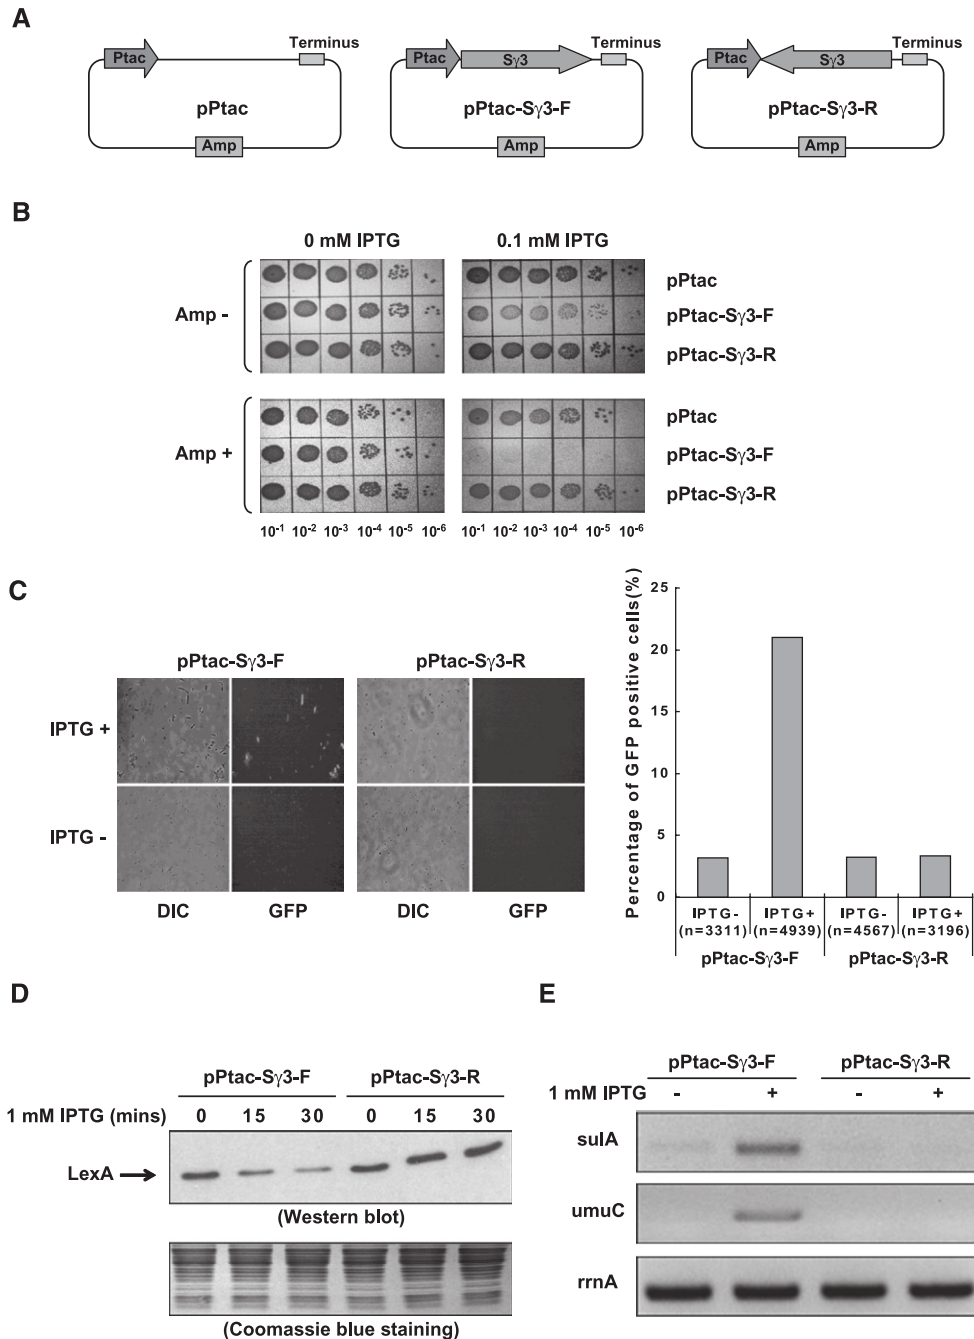 A
Ptac
Terminus
pPtac
Amp
Ptac
Sγ3
Terminus
pPtac-Sγ3-F
Amp
Ptac
Sγ3
Terminus
pPtac-Sγ3-R
Amp
B
0 mM IPTG
0.1 mM IPTG
Amp -
pPtac
pPtac-Sγ3-F
pPtac-Sγ3-R
Amp +
pPtac
pPtac-Sγ3-F
pPtac-Sγ3-R
10-1 10-2 10-3 10-4 10-5 10-6 10-1 10-2 10-3 10-4 10-5 10-6
C
pPtac-Sγ3-F
pPtac-Sγ3-R
IPTG +
IPTG -
DIC GFP DIC GFP
Percentage of GFP positive cells(%)
25
20
15
10
5
0
IPTG- IPTG+ IPTG- IPTG+
(n=3311) (n=4939) (n=4567) (n=3196)
pPtac-Sγ3-F pPtac-Sγ3-R
D
pPtac-Sγ3-F pPtac-Sγ3-R
1 mM IPTG (mins) 0 15 30 0 15 30
LexA
(Western blot)
(Coomassie blue staining)
E
pPtac-Sγ3-F pPtac-Sγ3-R
1 mM IPTG - + - +
sulA
umuC
rrnA